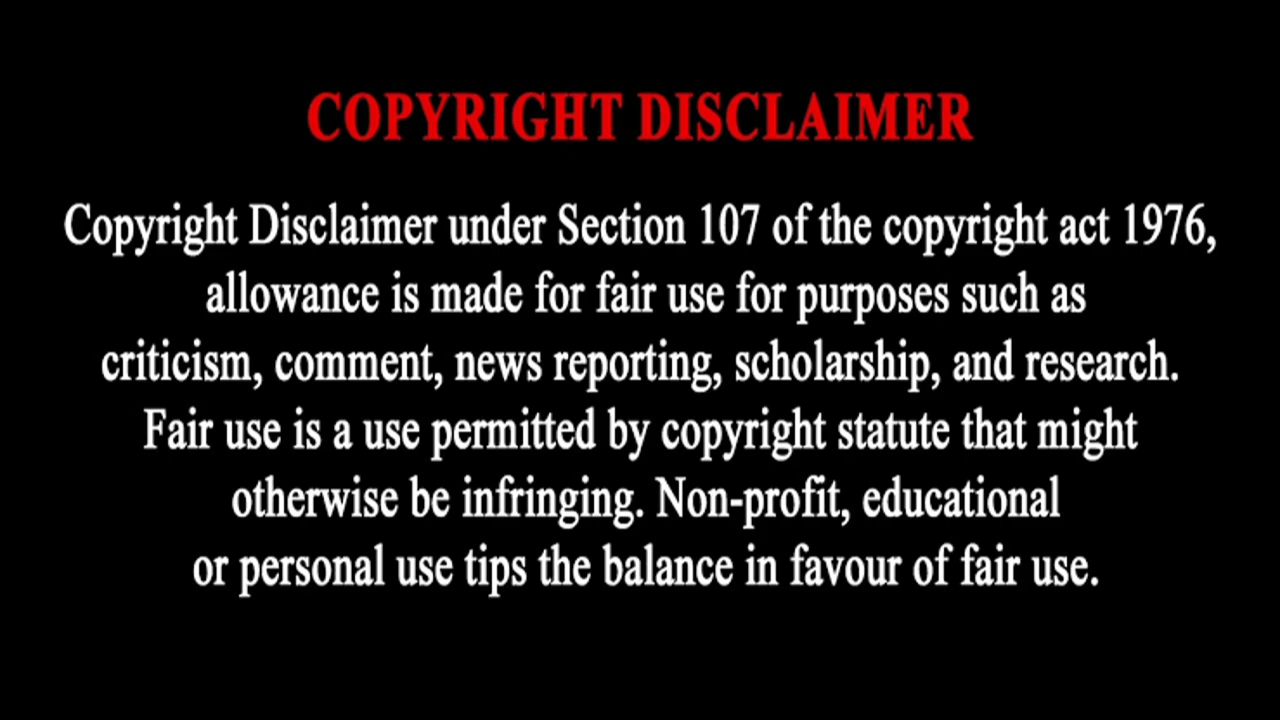 COPYRIGHT DISCLAIMER
Copyright Disclaimer under Section 107 of the copyright act 1976,
allowance is made for fair use for purposes such as
criticism, comment, news reporting, scholarship, and research.
Fair use is a use permitted by copyright statute that might
otherwise be infringing. Non-profit, educational
or personal use tips the balance in favour of fair use.